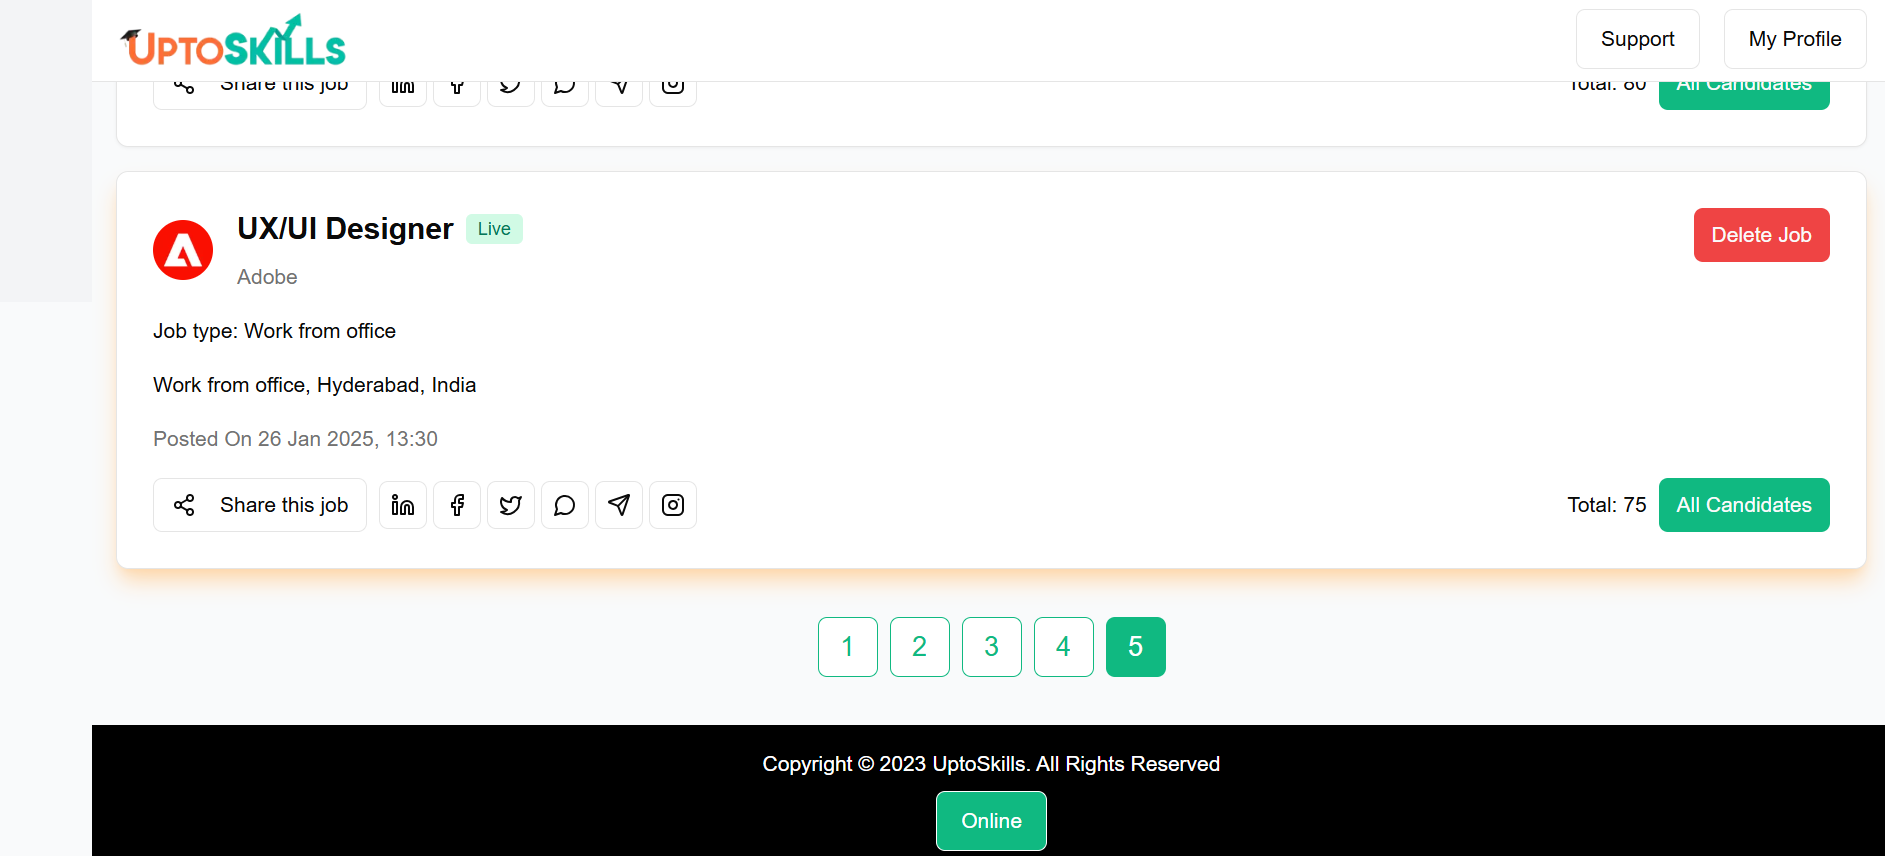 UPTOSKILLS
Support
My Profile
Share this job
Total: 80
All Candidates
UX/UI Designer
Live
Delete Job
Adobe
Job type: Work from office
Work from office, Hyderabad, India
Posted On 26 Jan 2025, 13:30
Share this job
Total: 75
All Candidates
1 2 3 4 5
Copyright © 2023 UptoSkills. All Rights Reserved
Online